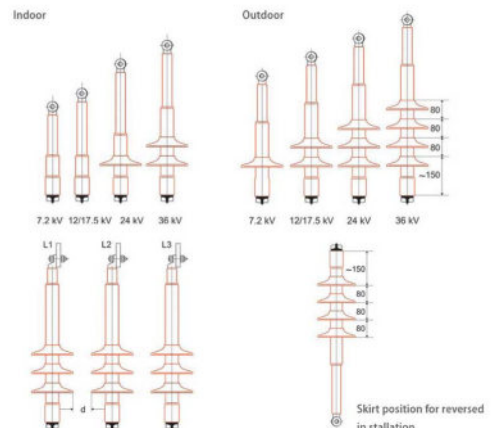 Indoor
Outdoor
80
80
80
~150
7.2 kV 12/17.5 kV 24 kV 36 kV
7.2 kV 12/17.5 kV 24 kV 36 kV
L1 L2 L3
d
~150
80
80
80
Skirt position for reversed
in stallation